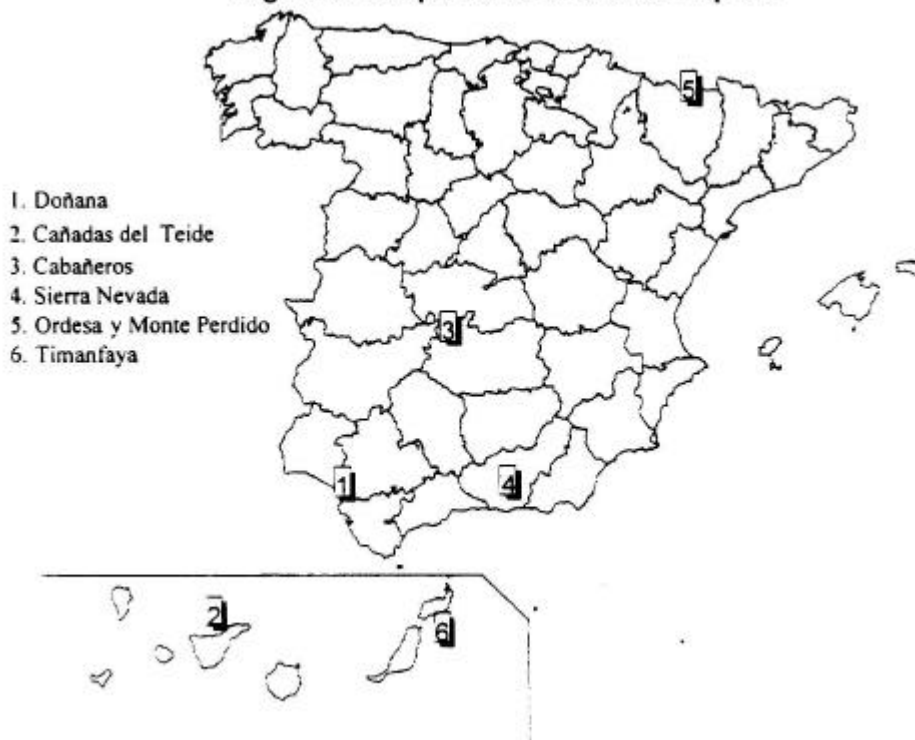 1. Doñana
2. Cañadas del Teide
3. Cabañeros
4. Sierra Nevada
5. Ordesa y Monte Perdido
6. Timanfaya
5
3
1
4
2
6